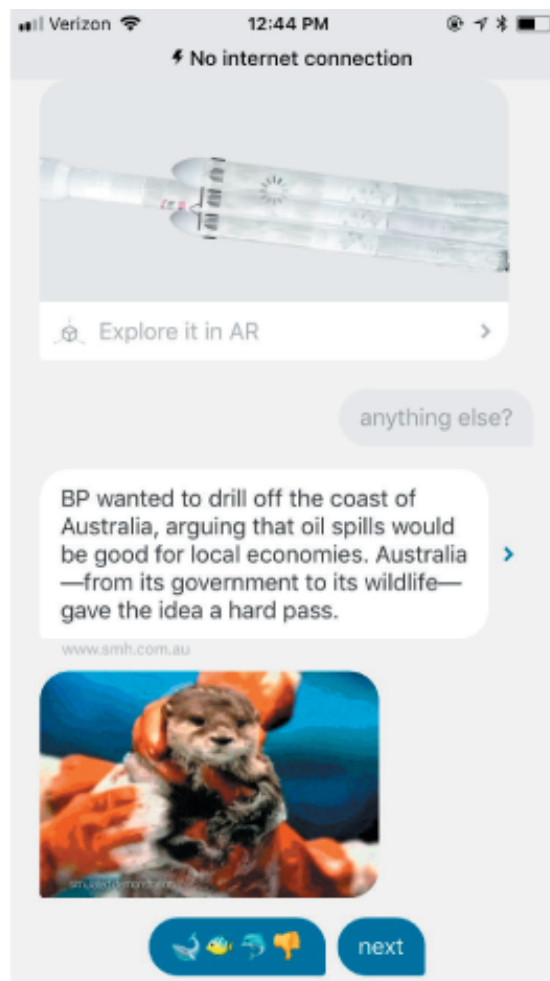 Verizon 12:44 PM
No internet connection
Explore it in AR
anything else?
BP wanted to drill off the coast of
Australia, arguing that oil spills would
be good for local economies. Australia
—from its government to its wildlife—
gave the idea a hard pass.
www.smh.com.au
next